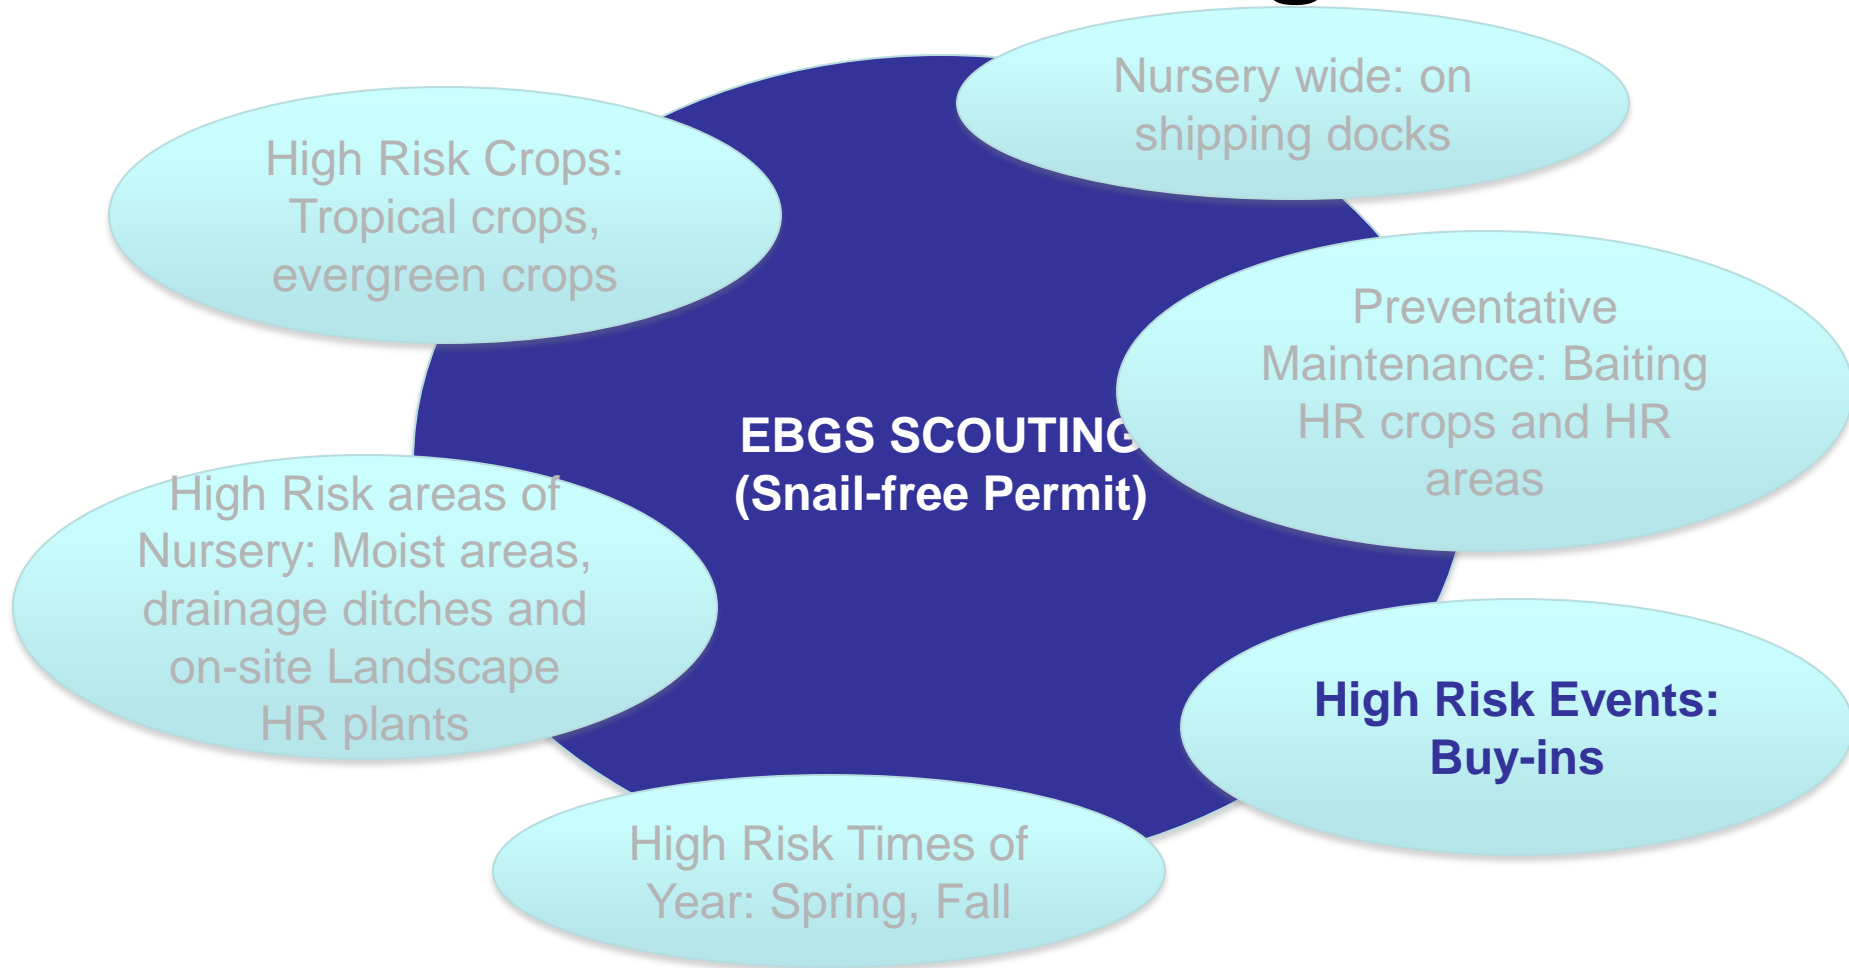 Nursery wide: on
shipping docks
High Risk Crops:
Tropical crops,
evergreen crops
Preventative
Maintenance: Baiting
HR crops and HR
areas
EBGS SCOUTING
(Snail-free Permit)
High Risk areas of
Nursery: Moist areas,
drainage ditches and
on-site Landscape
HR plants
High Risk Events:
Buy-ins
High Risk Times of
Year: Spring, Fall